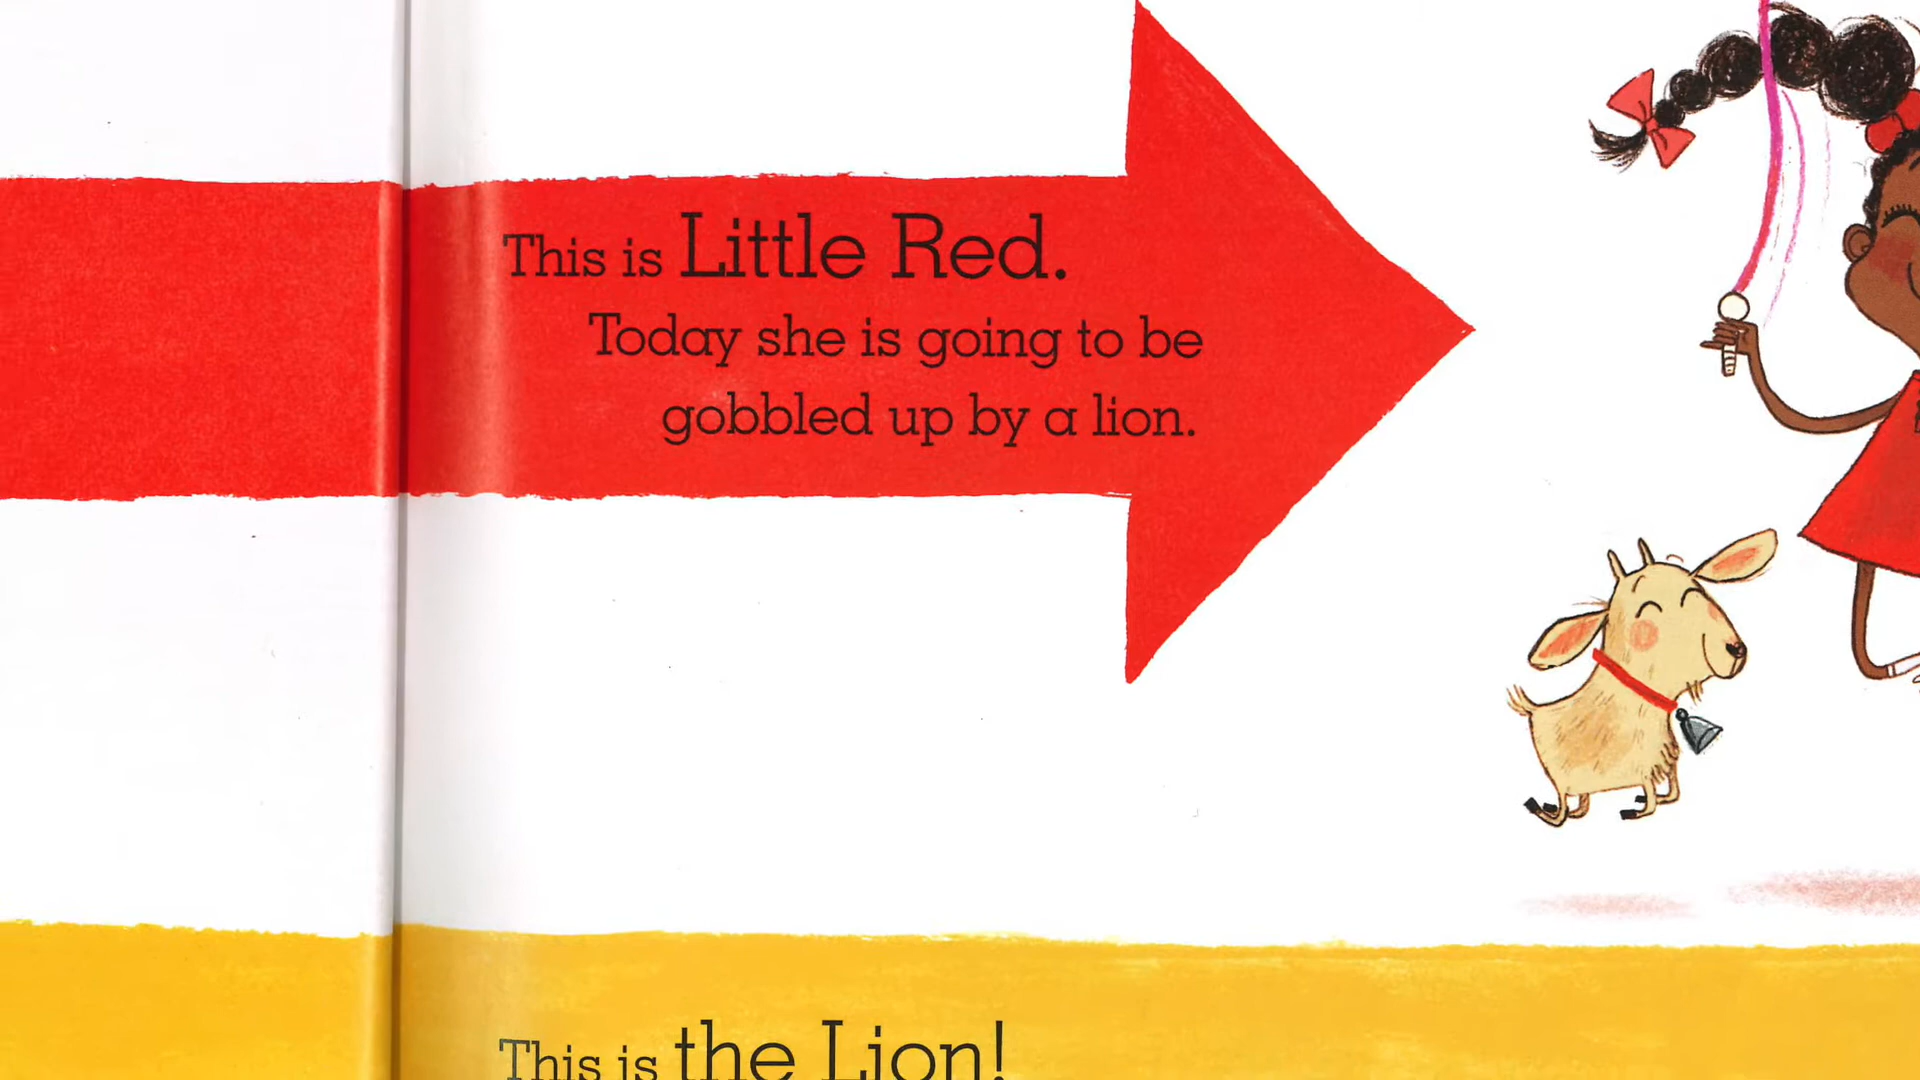 This is Little Red.
Today she is going to be
gobbled up by a lion.
This is the Lion!